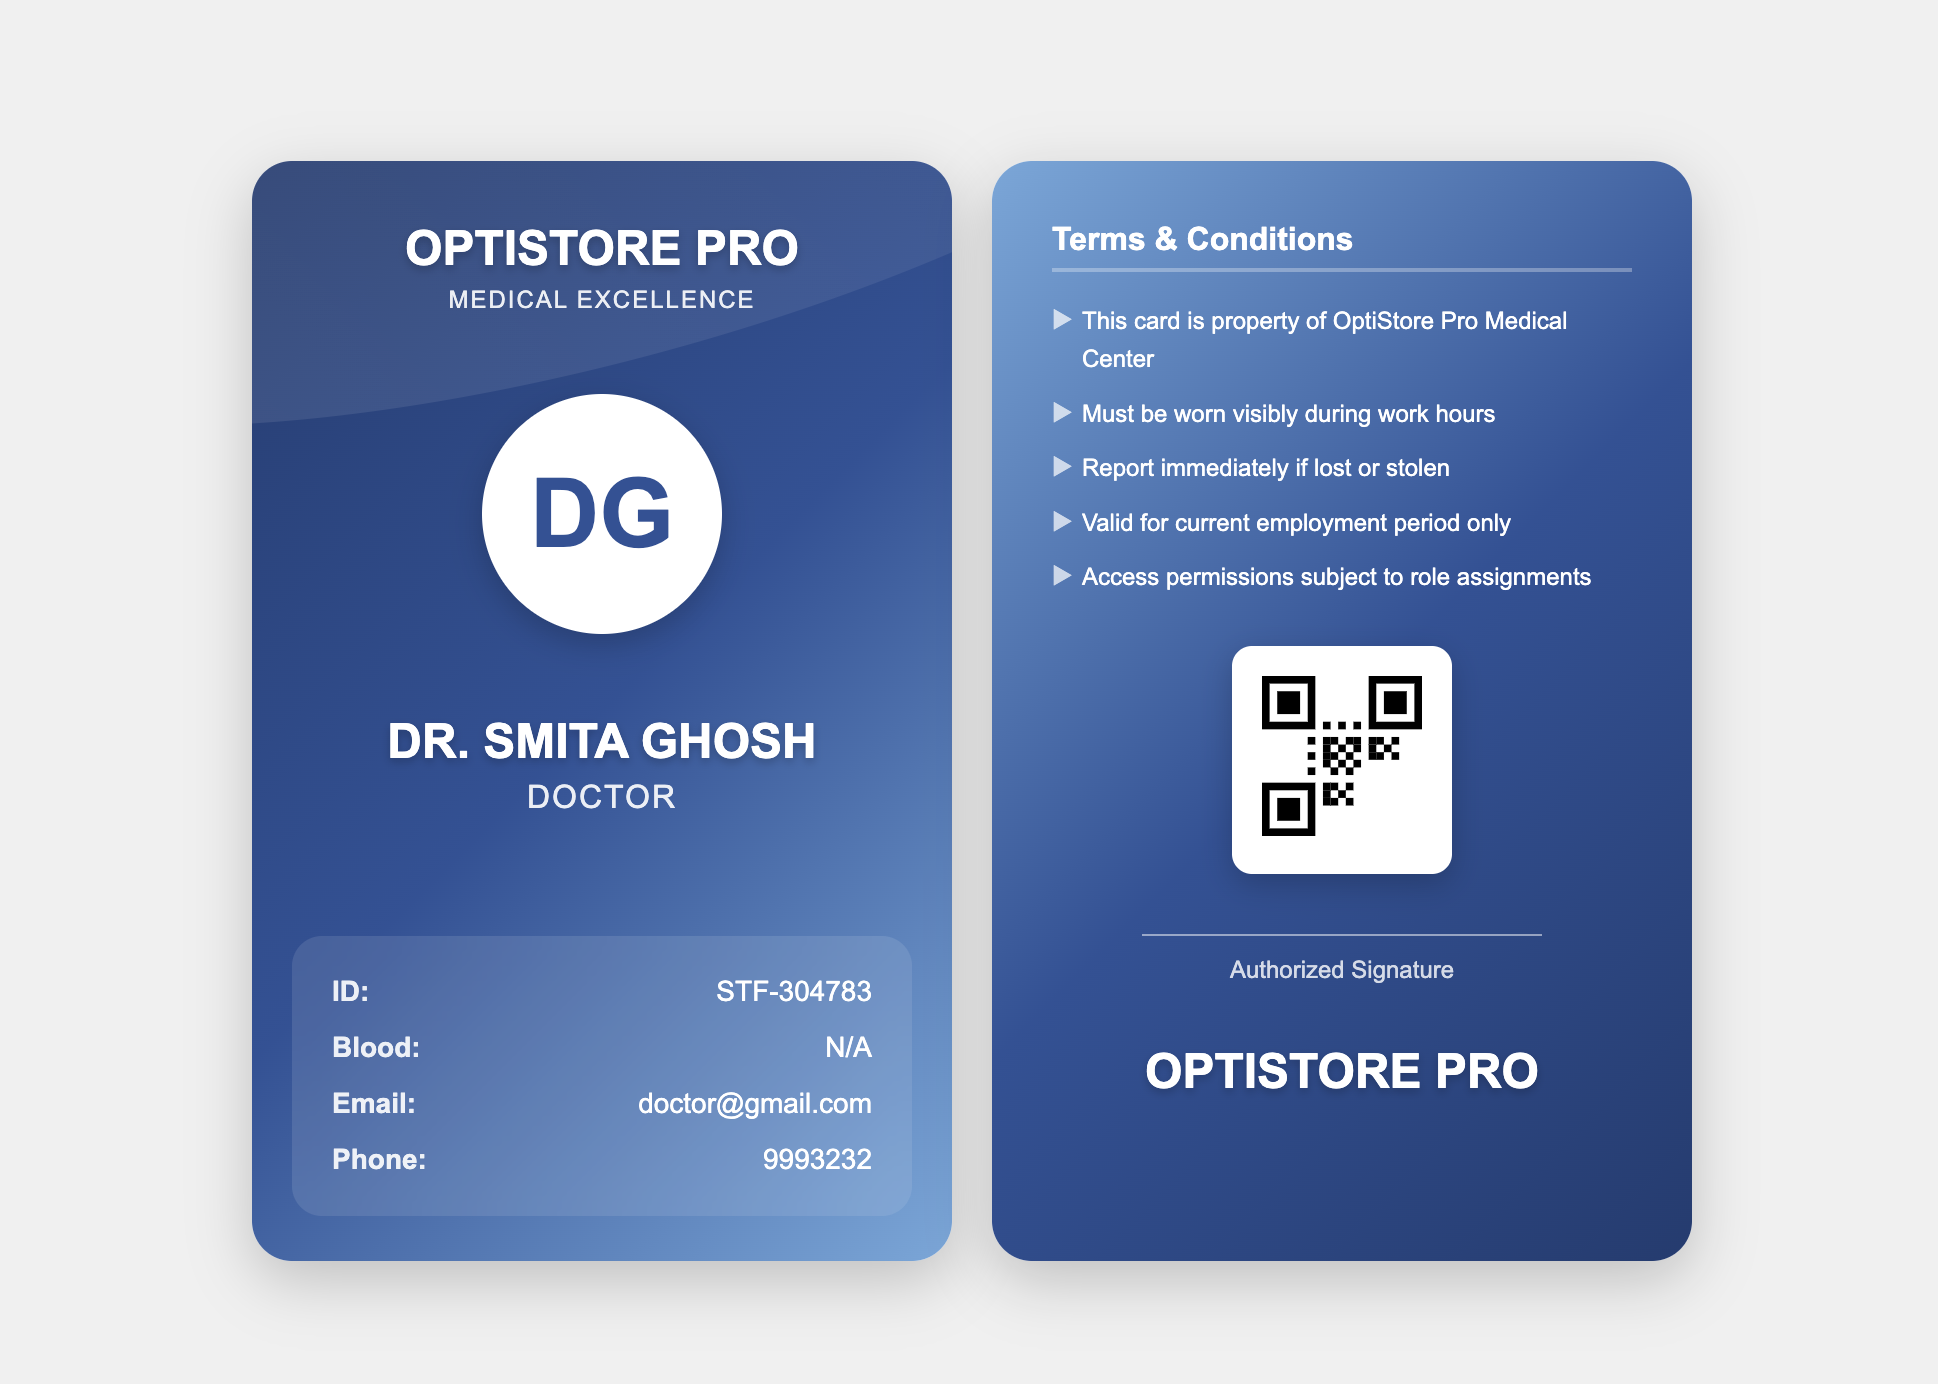 OPTISTORE PRO
MEDICAL EXCELLENCE
DG
DR. SMITA GHOSH
DOCTOR
ID: STF-304783
Blood: N/A
Email: doctor@gmail.com
Phone: 9993232
Terms & Conditions
This card is property of OptiStore Pro Medical
Center
Must be worn visibly during work hours
Report immediately if lost or stolen
Valid for current employment period only
Access permissions subject to role assignments
Authorized Signature
OPTISTORE PRO